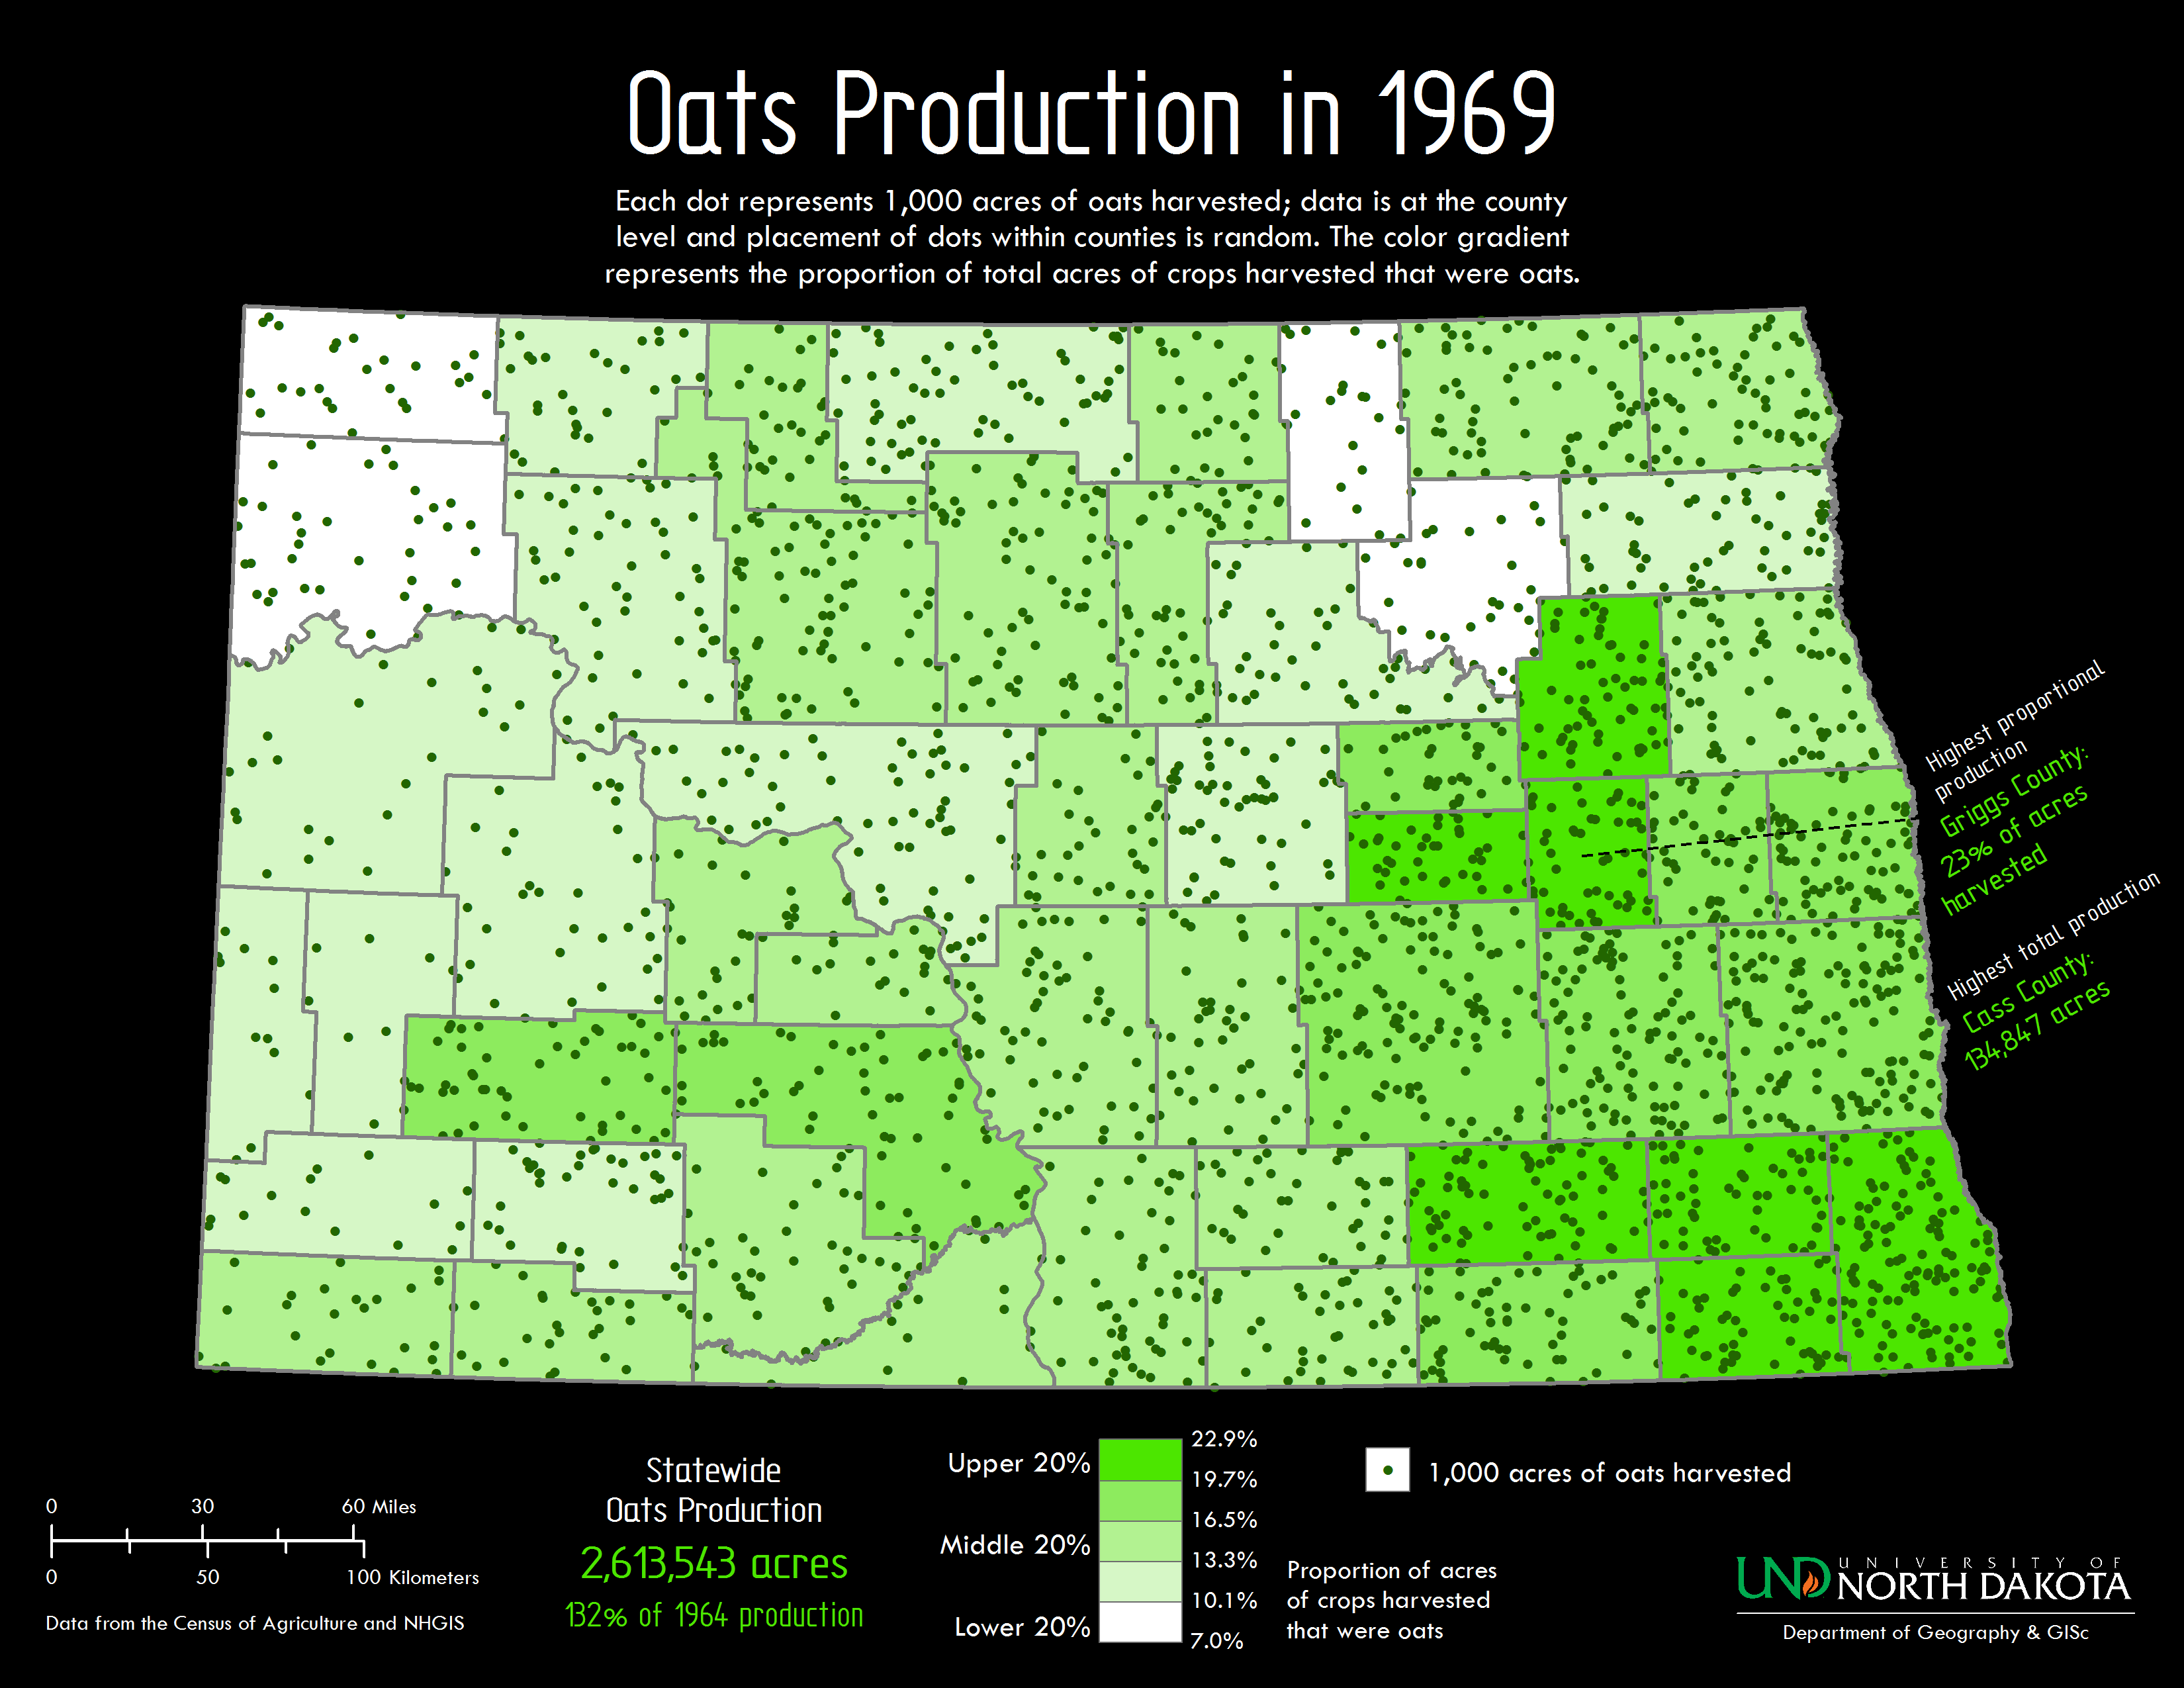 Oats Production in 1969
Each dot represents 1,000 acres of oats harvested; data is at the county
level and placement of dots within counties is random. The color gradient
represents the proportion of total acres of crops harvested that were oats.
Highest proportional
production
Griggs County:
23% of acres
harvested
Highest total production
Cass County:
134,847 acres
0 30 60 Miles
0 50 100 Kilometers
Data from the Census of Agriculture and NHGIS
Statewide
Oats Production
2,613,543 acres
132% of 1964 production
Upper 20%
Middle 20%
Lower 20%
22.9%
19.7%
16.5%
13.3%
10.1%
7.0%
1,000 acres of oats harvested
Proportion of acres
of crops harvested
that were oats
UND UNIVERSITY OF
NORTH DAKOTA
Department of Geography & GISc